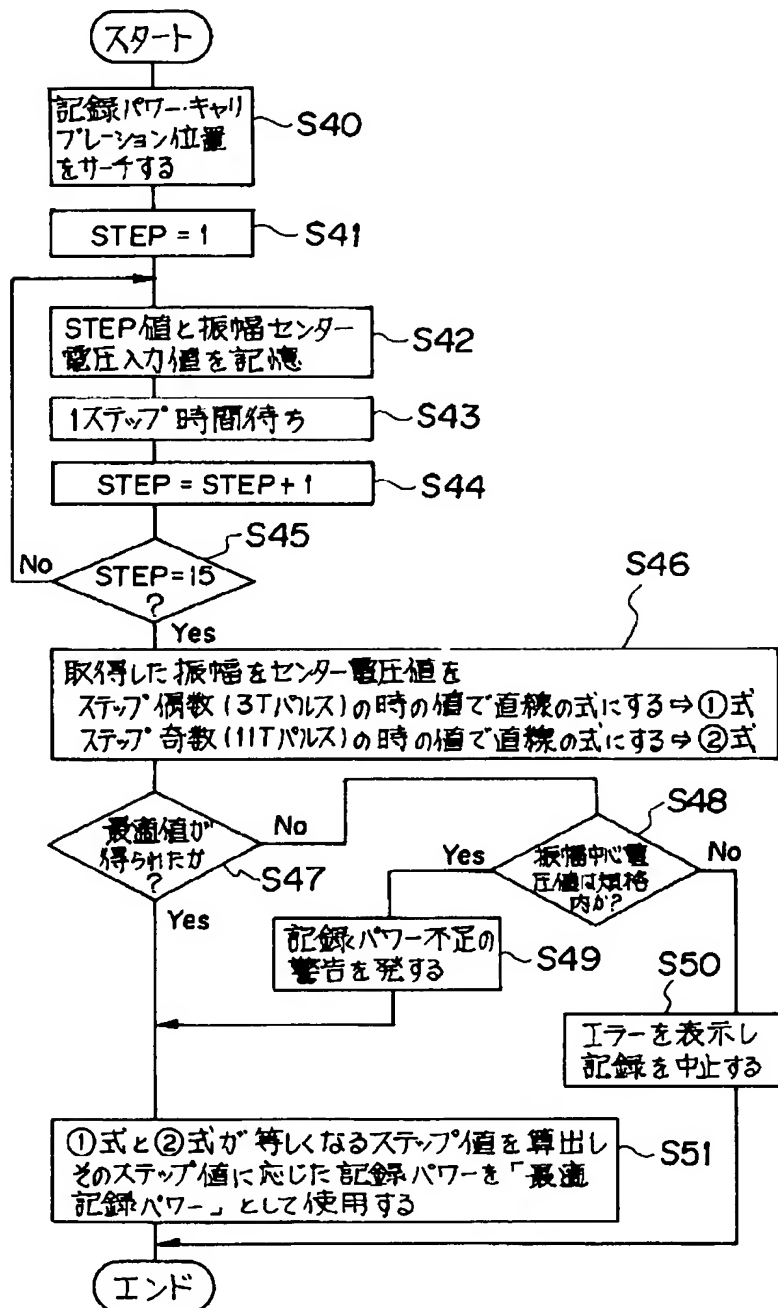 スタート
記録パワー・キャリ
ブレーション位置
をサーチする
S40
STEP = 1
S41
STEP値と振幅センター
電圧入力値を記憶
S42
1ステップ時間待ち
S43
STEP = STEP + 1
S44
S45
No
STEP=15
?
Yes
S46
取得した振幅をセンター電圧値を
ステップ偶数(3Tパルス)の時の値で直線の式にする⇨①式
ステップ奇数(11Tパルス)の時の値で直線の式にする⇨②式
最適値が
得られたか
?
No
S47
Yes
S48
Yes
振幅中心電
圧値は規格
内か?
No
記録パワー不足の
警告を発する
S49
S50
エラーを表示し
記録を中止する
①式と②式が等しくなるステップ値を算出し
そのステップ値に応じた記録パワーを「最適
記録パワー」として使用する
S51
エンド